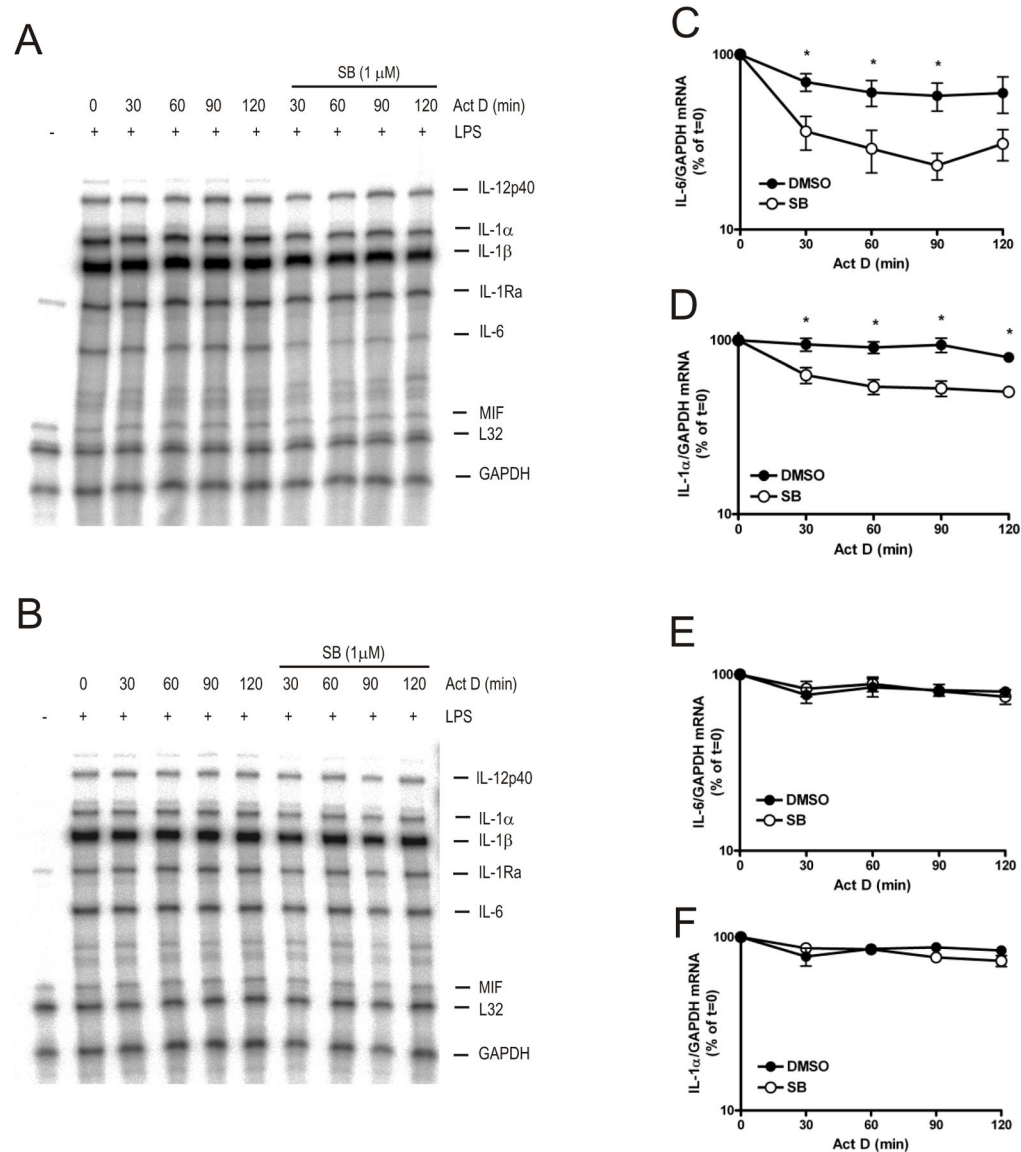 A
SB (1 μM)
0 30 60 90 120 30 60 90 120 Act D (min)
- + + + + + + + + + LPS
IL-12p40
IL-1α
IL-1β
IL-1Ra
IL-6
MIF
L32
GAPDH
B
SB (1μM)
0 30 60 90 120 30 60 90 120 Act D (min)
- + + + + + + + + + LPS
IL-12p40
IL-1α
IL-1β
IL-1Ra
IL-6
MIF
L32
GAPDH
C
IL-6/GAPDH mRNA
(% of t=0)
100
* * *
DMSO
SB
10
0 30 60 90 120
Act D (min)
D
IL-1α/GAPDH mRNA
(% of t=0)
100
* * * *
DMSO
SB
10
0 30 60 90 120
Act D (min)
E
IL-6/GAPDH mRNA
(% of t=0)
100
DMSO
SB
10
0 30 60 90 120
Act D (min)
F
IL-1α/GAPDH mRNA
(% of t=0)
100
DMSO
SB
10
0 30 60 90 120
Act D (min)